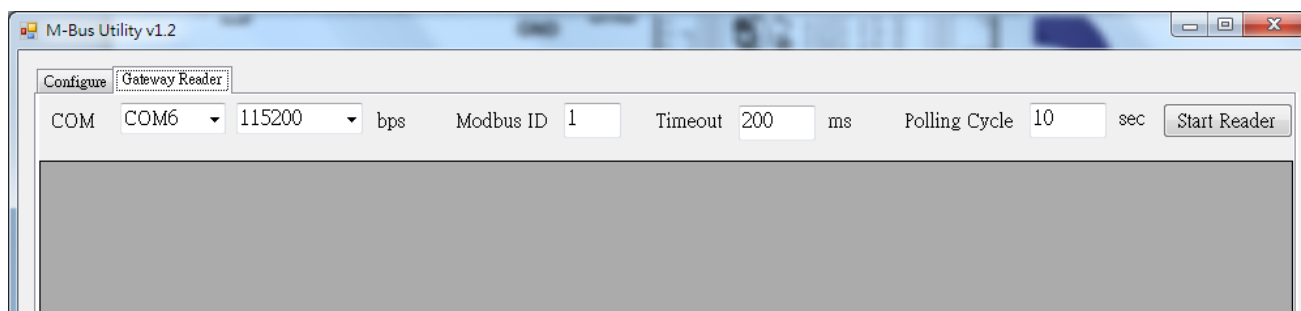 M-Bus Utility v1.2
Configure Gateway Reader
COM COM6 115200 bps Modbus ID 1 Timeout 200 ms Polling Cycle 10 sec Start Reader